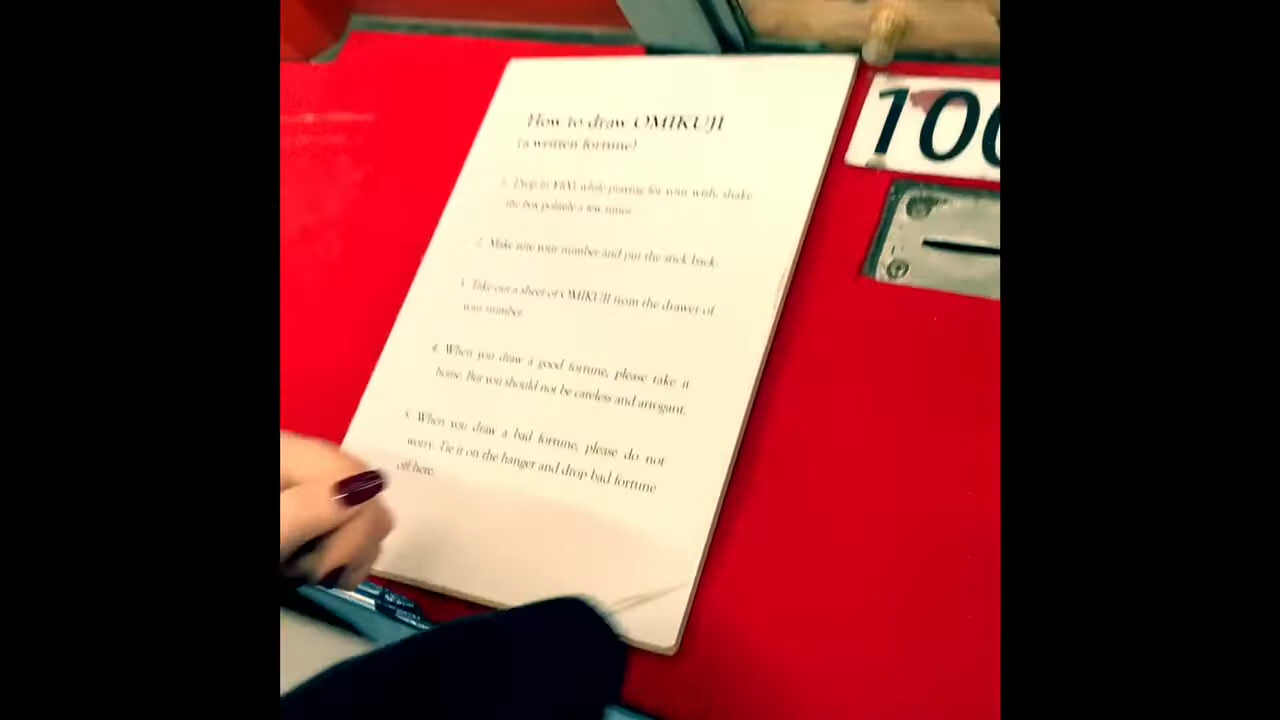 How to draw OMIKUJI
(a written fortune)
1. Drop in ¥100, while praying for your wish, shake
the box politely a few times.
2. Make sure your number and put the stick back.
3. Take out a sheet of OMIKUJI from the drawer of
your number.
4. When you draw a good fortune, please take it
home. But you should not be careless and arrogant.
5. When you draw a bad fortune, please do not
worry. Tie it on the hanger and drop bad fortune
off here.
100